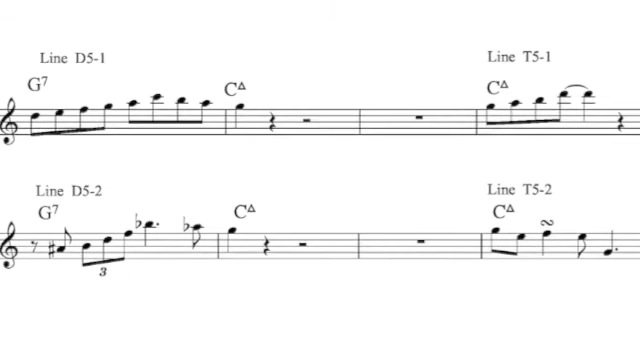 Line D5-1 Line T5-1
G7 CΔ CΔ
Line D5-2 Line T5-2
G7 CΔ CΔ
3